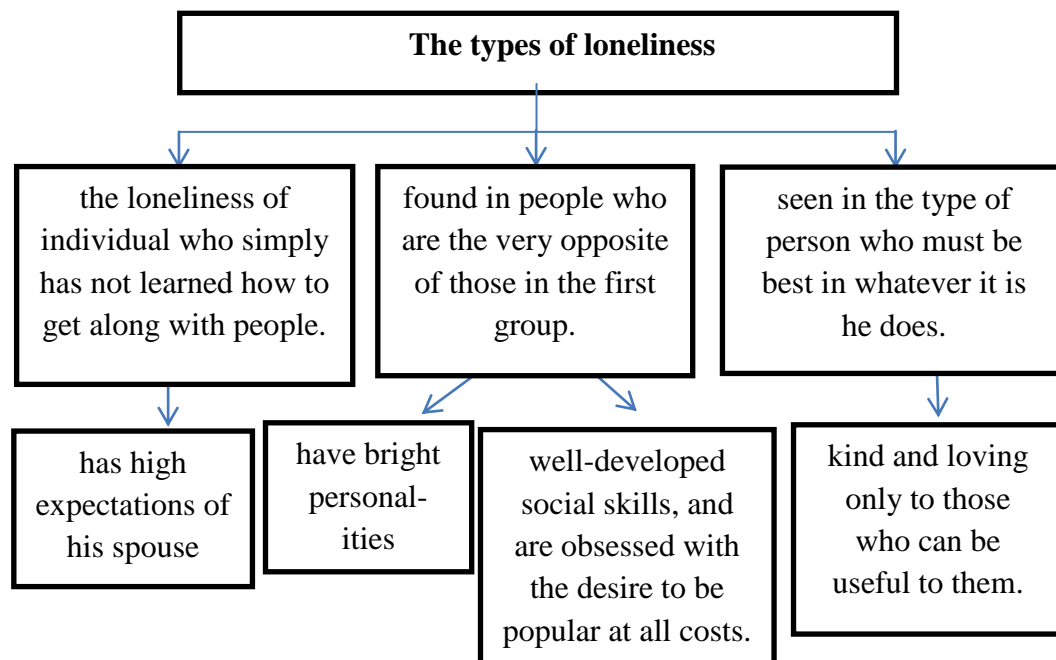 The types of loneliness
the loneliness of
individual who simply
has not learned how to
get along with people.
found in people who
are the very opposite
of those in the first
group.
seen in the type of
person who must be
best in whatever it is
he does.
has high
expectations of
his spouse
have bright
personal-
ities
well-developed
social skills, and
are obsessed with
the desire to be
popular at all costs.
kind and loving
only to those
who can be
useful to them.